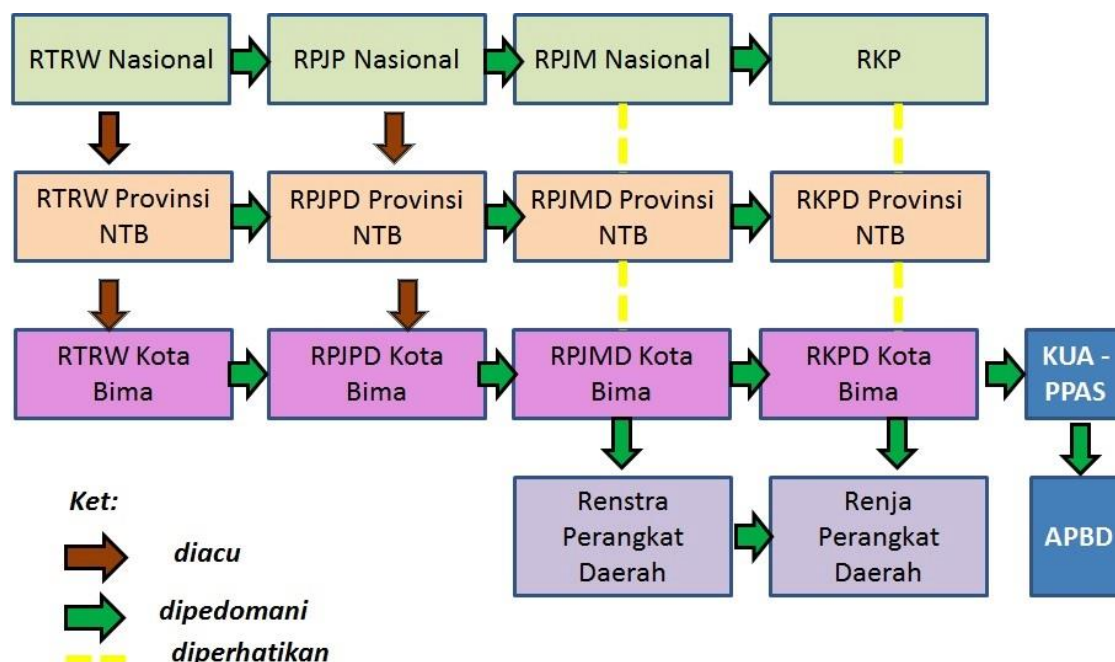 RTRW Nasional
RPJP Nasional
RPJM Nasional
RKP
RTRW Provinsi
NTB
RPJPD Provinsi
NTB
RPJMD Provinsi
NTB
RKPD Provinsi
NTB
RTRW Kota
Bima
RPJPD Kota
Bima
RPJMD Kota
Bima
RKPD Kota
Bima
KUA -
PPAS
Renstra
Perangkat
Daerah
Renja
Perangkat
Daerah
APBD
Ket:
diacu
dipedomani
diperhatikan